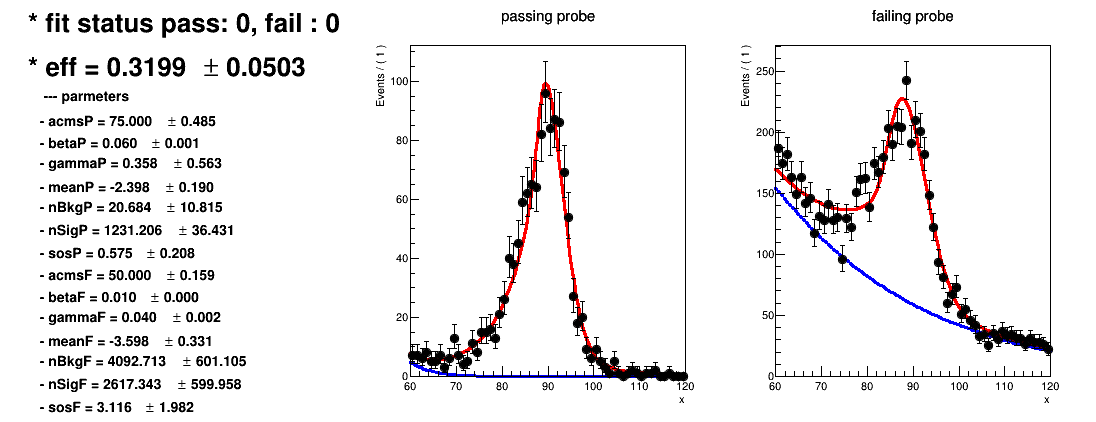 * fit status pass: 0, fail : 0
* eff = 0.3199 ± 0.0503
--- parmeters
- acmsP = 75.000 ± 0.485
- betaP = 0.060 ± 0.001
- gammaP = 0.358 ± 0.563
- meanP = -2.398 ± 0.190
- nBkgP = 20.684 ± 10.815
- nSigP = 1231.206 ± 36.431
- sosP = 0.575 ± 0.208
- acmsF = 50.000 ± 0.159
- betaF = 0.010 ± 0.000
- gammaF = 0.040 ± 0.002
- meanF = -3.598 ± 0.331
- nBkgF = 4092.713 ± 601.105
- nSigF = 2617.343 ± 599.958
- sosF = 3.116 ± 1.982
passing probe
Events / ( 1 )
100
80
60
40
20
0
60 70 80 90 100 110 120
x
failing probe
Events / ( 1 )
250
200
150
100
50
0
60 70 80 90 100 110 120
x